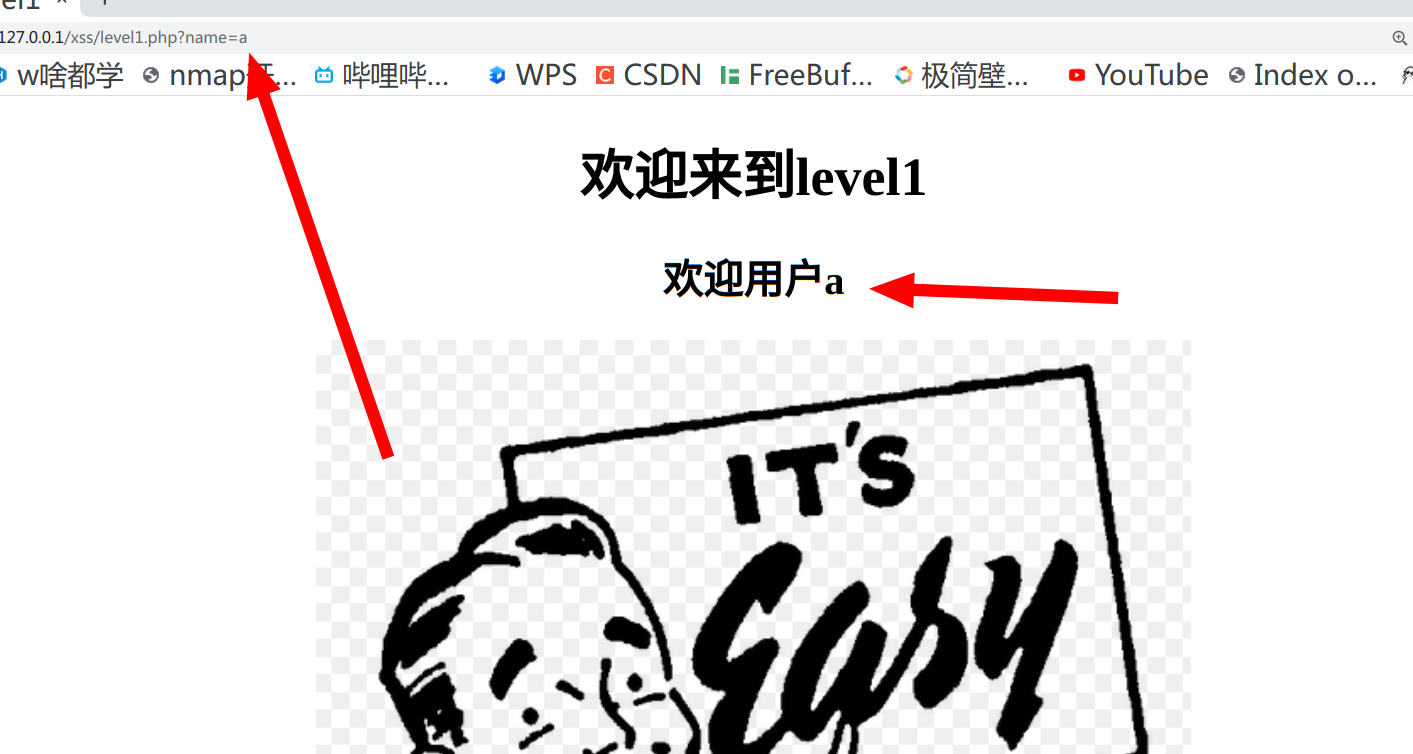 127.0.0.1/xss/level1.php?name=a
w啥都学 nmap... 哔哩哔... WPS CSDN FreeBuf... 极简壁... YouTube Index o...
欢迎来到level1
欢迎用户a
IT'S
Easy